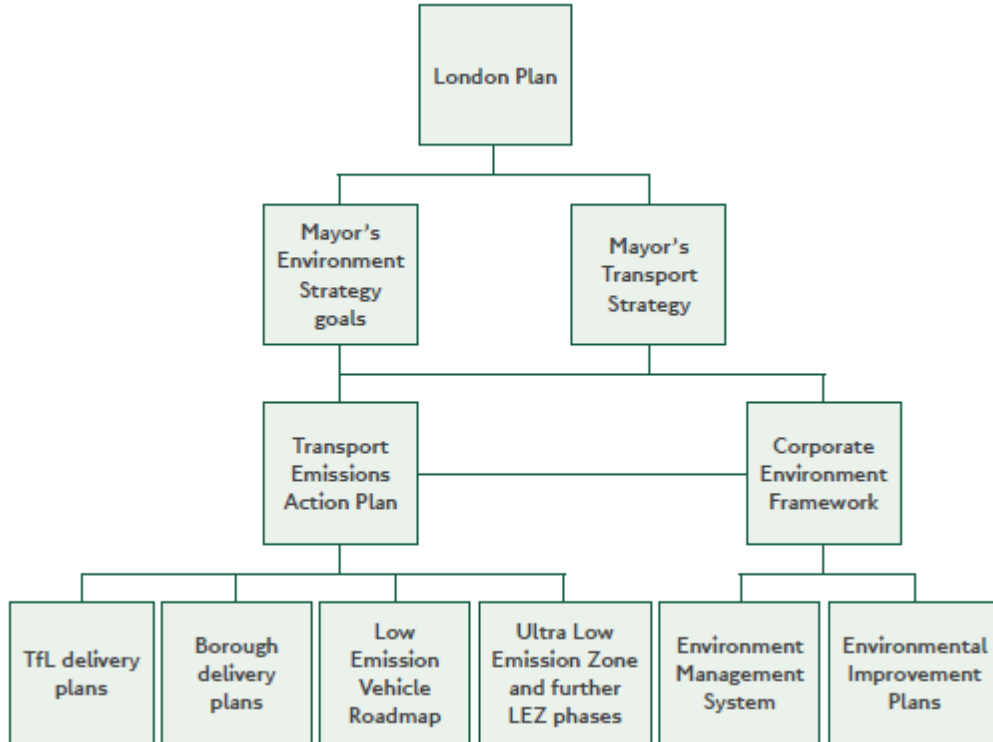 London Plan
Mayor's
Environment
Strategy
goals
Mayor's
Transport
Strategy
Transport
Emissions
Action Plan
Corporate
Environment
Framework
TfL delivery
plans
Borough
delivery
plans
Low
Emission
Vehicle
Roadmap
Ultra Low
Emission Zone
and further
LEZ phases
Environment
Management
System
Environmental
Improvement
Plans